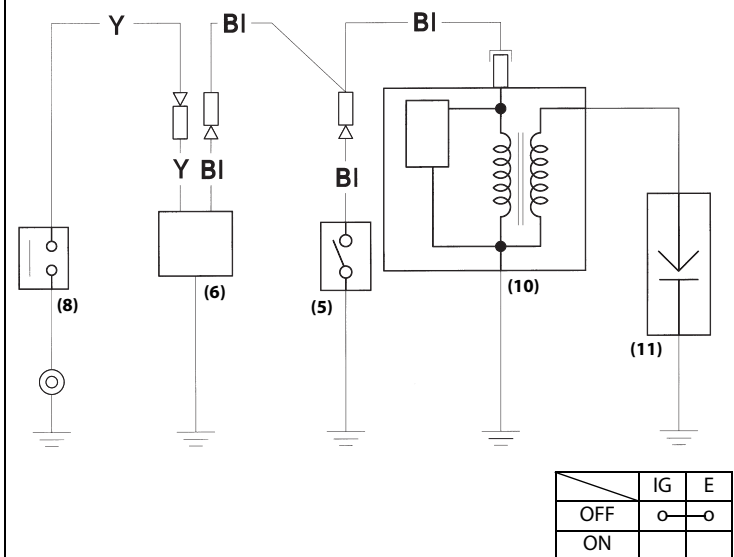 Y Bl Bl
Y Bl
Bl
(8) (6) (5) (10)
(11)
IG E
OFF
ON